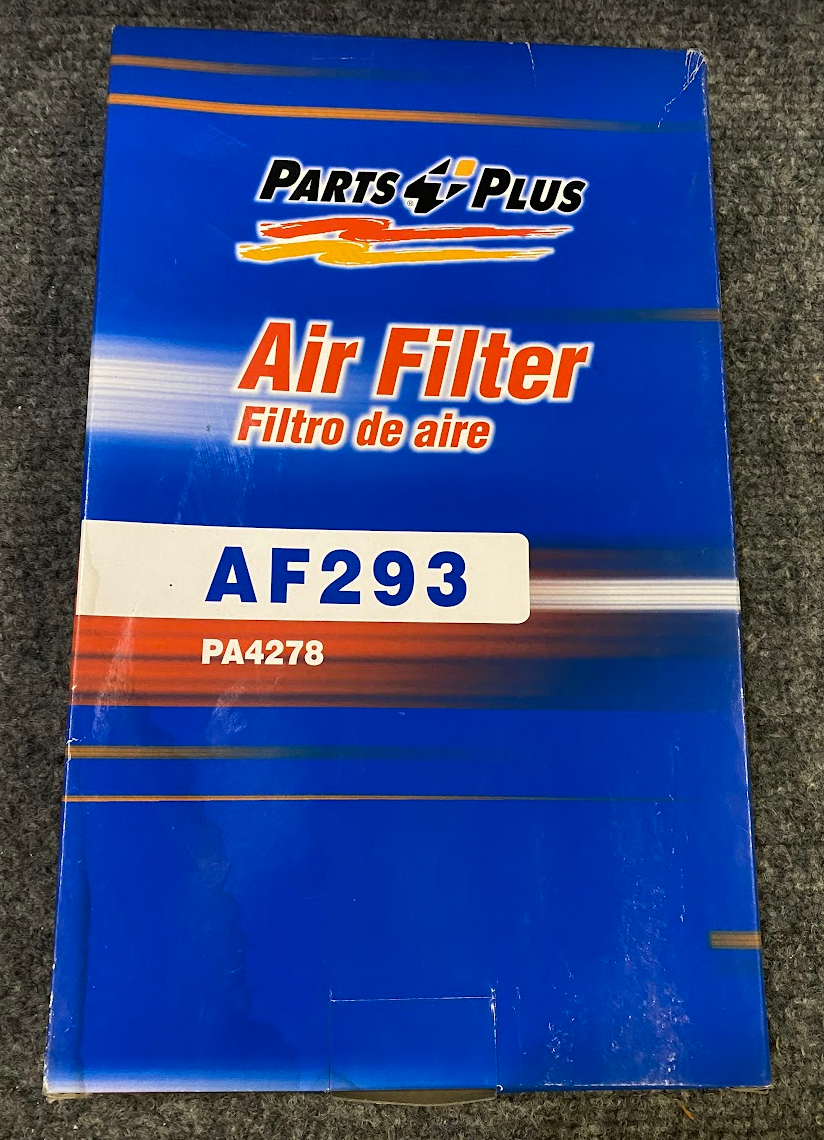 PARTS PLUS
®
Air Filter
Filtro de aire
AF293
PA4278